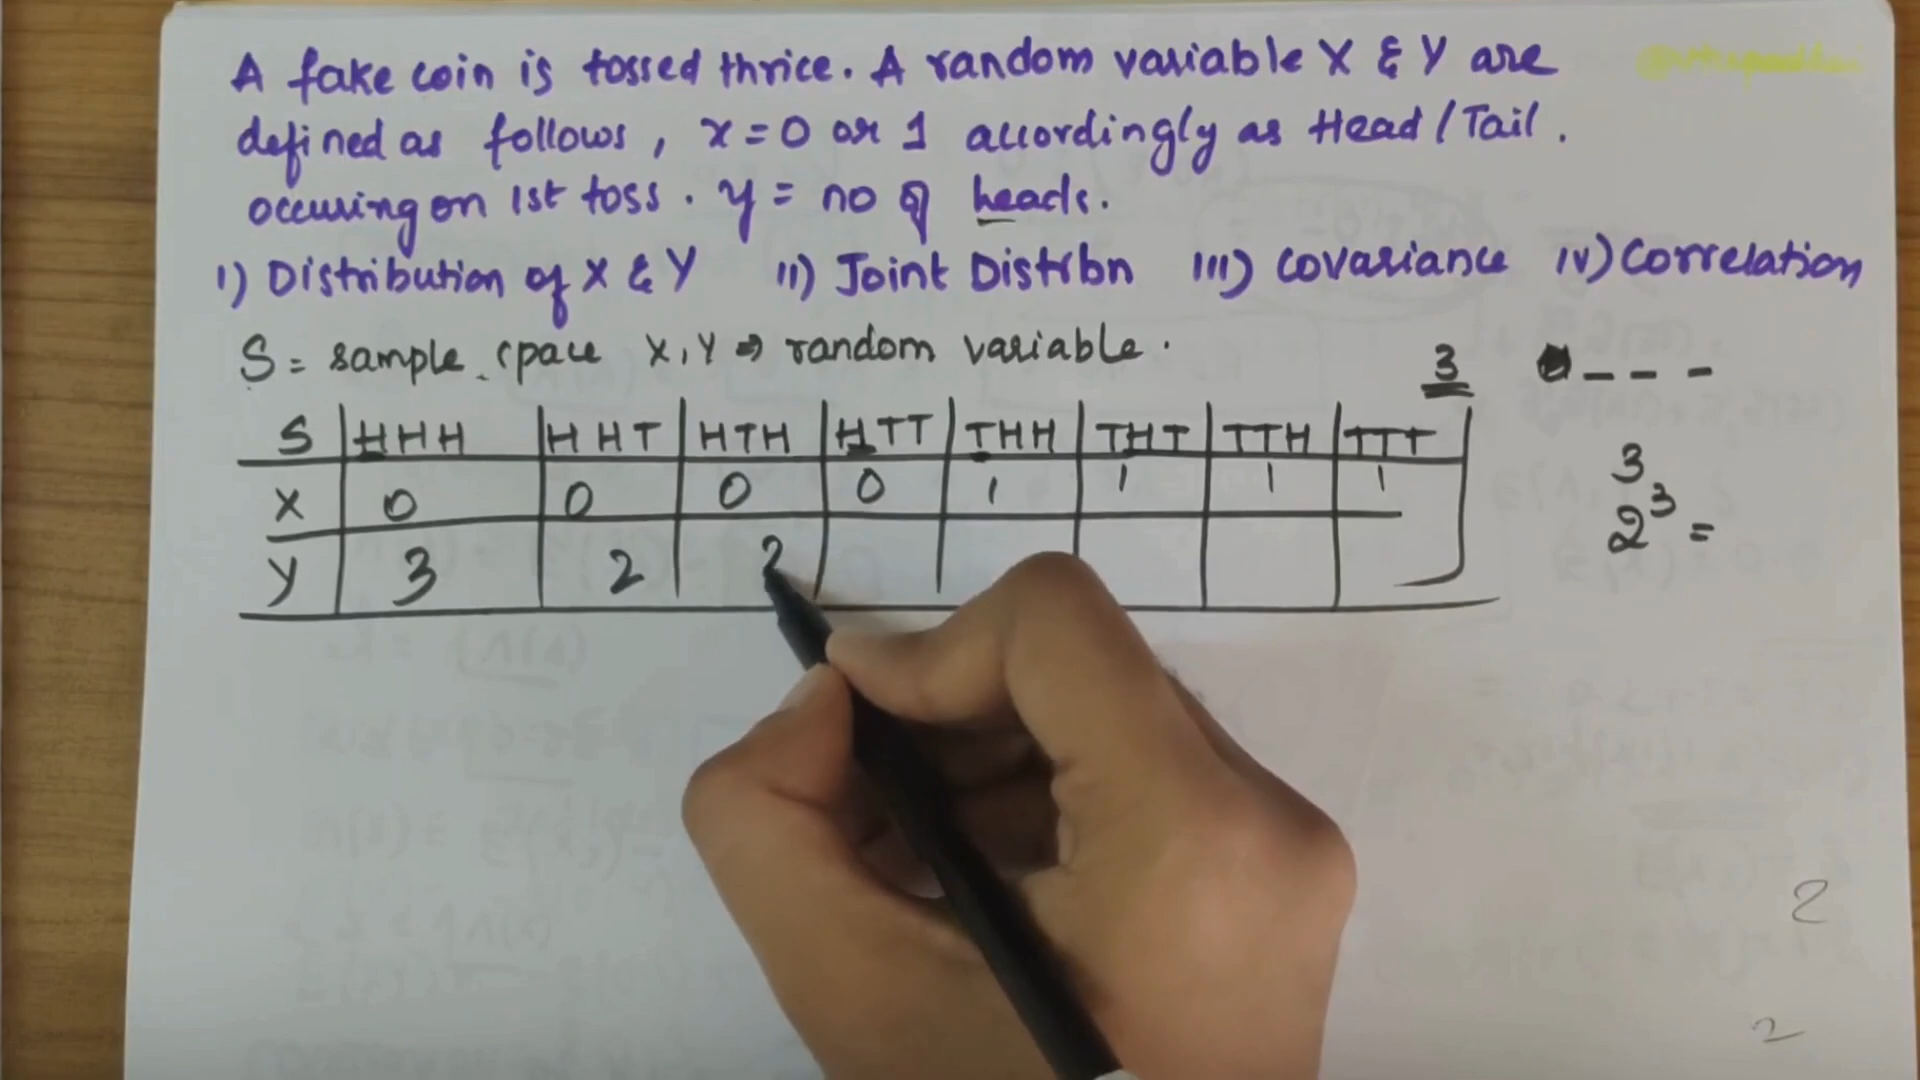 A fake coin is tossed thrice. A random variable X & Y are
defined as follows, x = 0 or 1 accordingly as Head/Tail.
occuring on 1st toss. y = no of heads.
I) Distribution of X & Y II) Joint Distrbn III) covariance IV) Correlation
S = sample space X, Y ⇒ random variable.
3 _ _ _
S HHH HHT HTH HTT THH THT TTH TTT
X 0 0 0 0 1 1 1 1
Y 3 2 2
3
2³ =
2
2